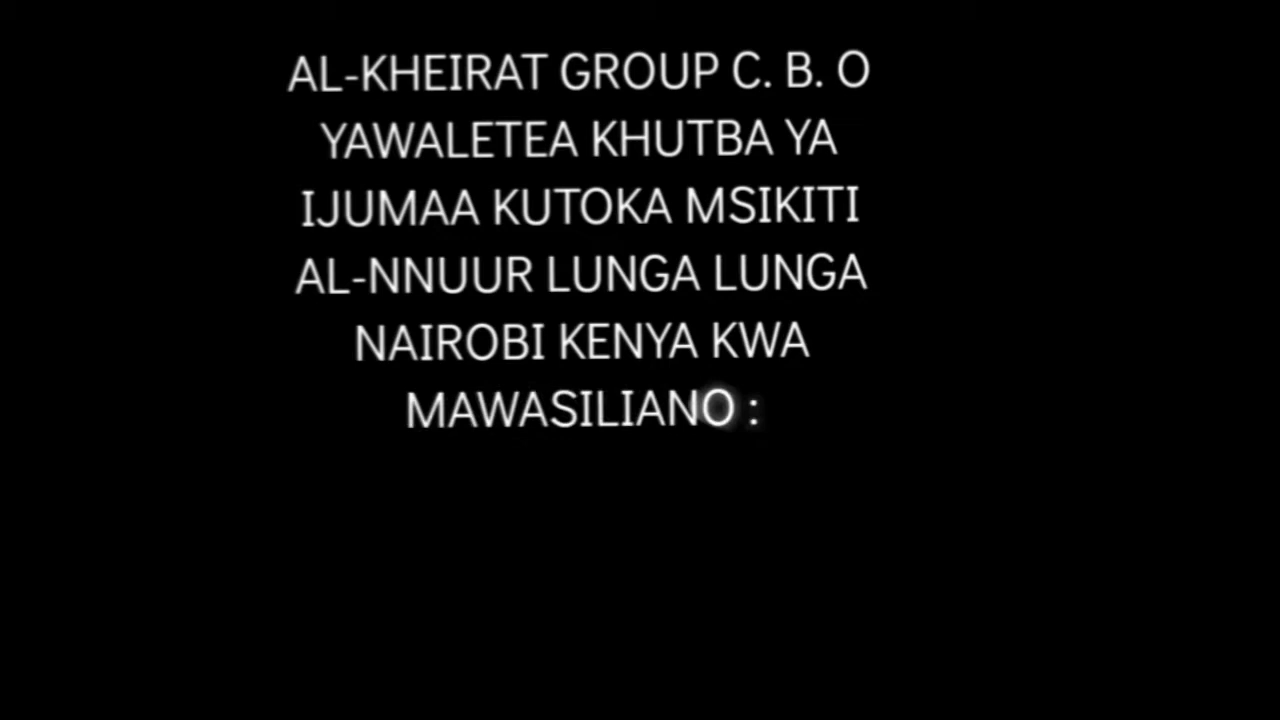 AL-KHEIRAT GROUP C. B. O
YAWALETEA KHUTBA YA
IJUMAA KUTOKA MSIKITI
AL-NNUUR LUNGA LUNGA
NAIROBI KENYA KWA
MAWASILIANO :